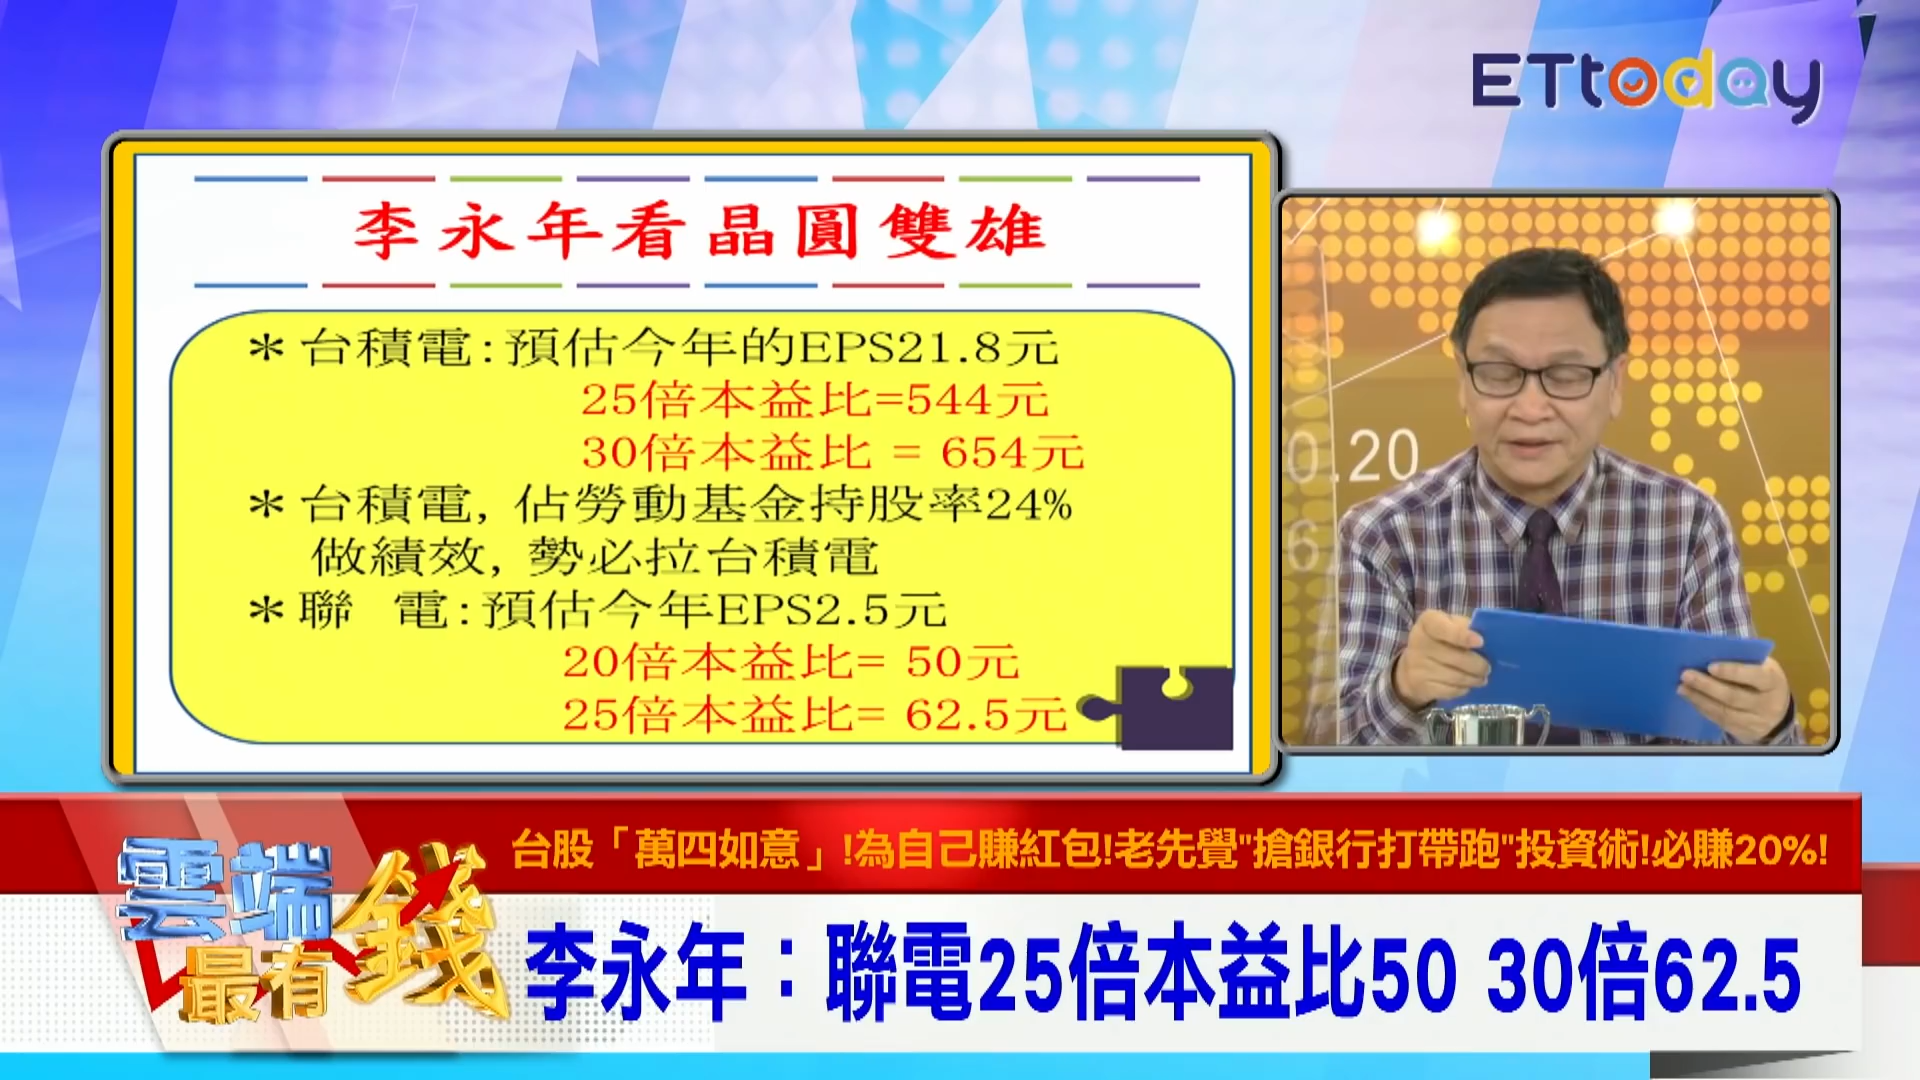 ETtoday
李永年看晶圓雙雄
＊台積電:預估今年的EPS21.8元
25倍本益比=544元
30倍本益比 = 654元
＊台積電, 佔勞動基金持股率24%
做績效, 勢必拉台積電
＊聯 電:預估今年EPS2.5元
20倍本益比= 50元
25倍本益比= 62.5元
0.20
6
台股「萬四如意」!為自己賺紅包!老先覺"搶銀行打帶跑"投資術!必賺20%!
雲端最有錢
李永年：聯電25倍本益比50 30倍62.5